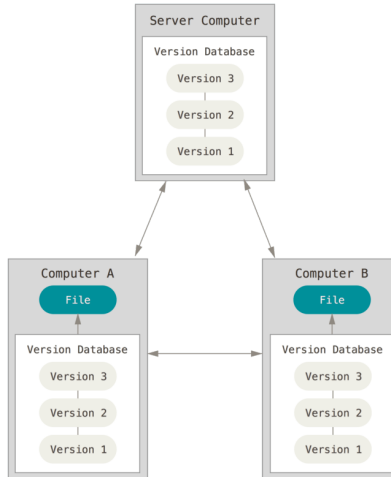 Server Computer
Version Database
Version 3
Version 2
Version 1
Computer A
File
Version Database
Version 3
Version 2
Version 1
Computer B
File
Version Database
Version 3
Version 2
Version 1